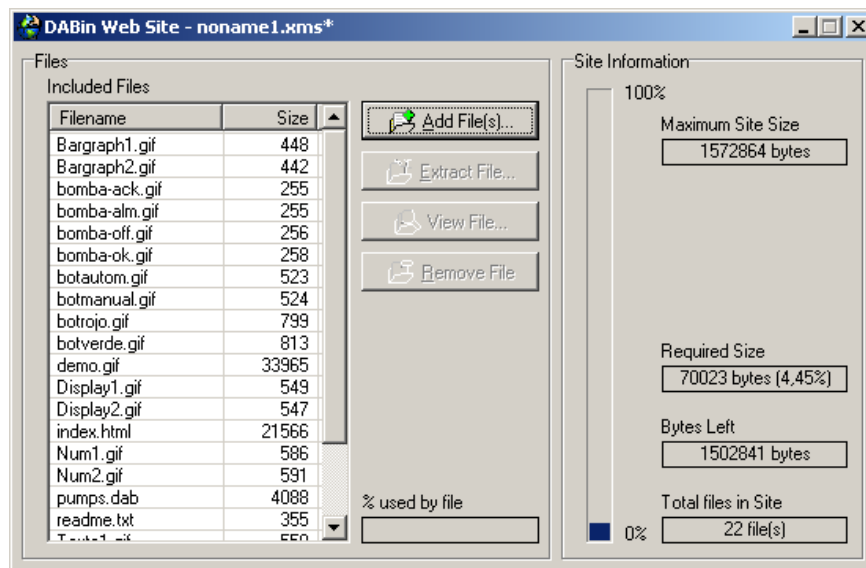 DABin Web Site - noname1.xms*
Files
Included Files
Filename Size
Bargraph1.gif 448
Bargraph2.gif 442
bomba-ack.gif 255
bomba-alm.gif 255
bomba-off.gif 256
bomba-ok.gif 258
botautom.gif 523
botmanual.gif 524
botrojo.gif 799
botverde.gif 813
demo.gif 33965
Display1.gif 549
Display2.gif 547
index.html 21566
Num1.gif 586
Num2.gif 591
pumps.dab 4088
readme.txt 355
Add File(s)...
Extract File...
View File...
Remove File
% used by file
Site Information
100%
Maximum Site Size
1572864 bytes
Required Size
70023 bytes (4,45%)
Bytes Left
1502841 bytes
Total files in Site
22 file(s)
0%